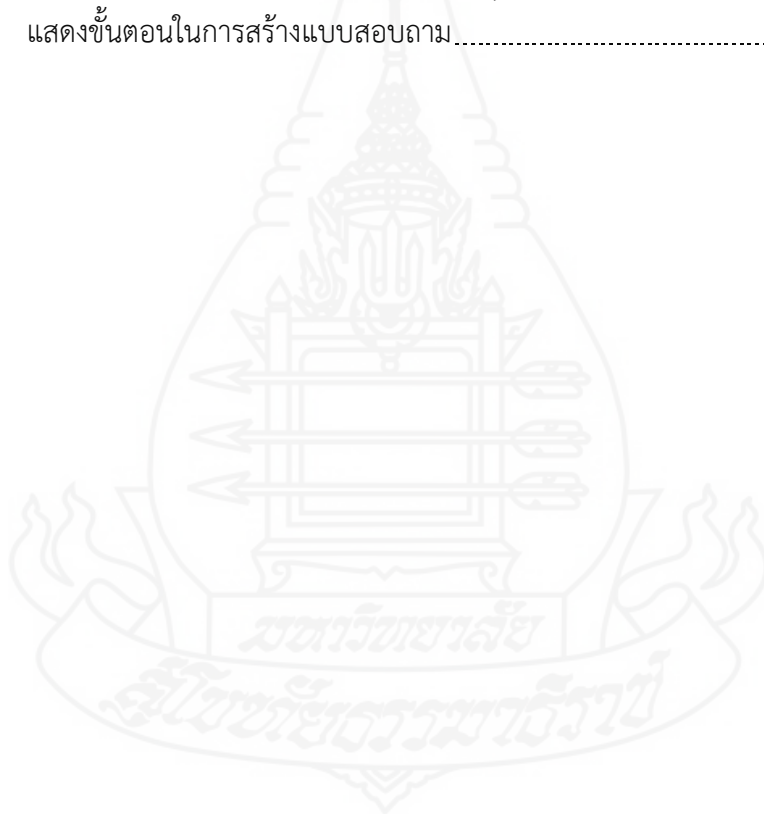 แสดงขั้นตอนในการสร้างแบบสอบถาม
มหาวิทยาลัย
สุโขทัยธรรมาธิราช